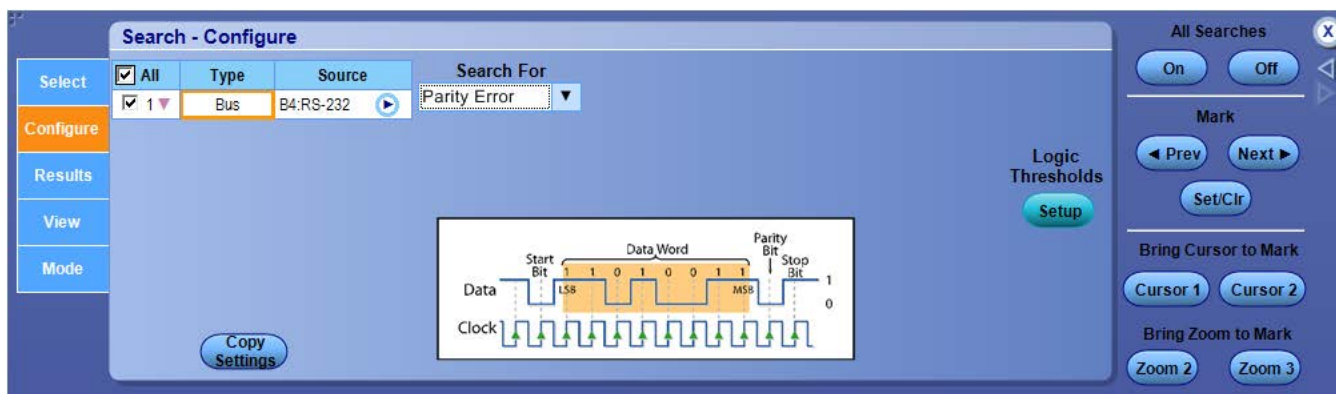 Search - Configure
Select
Configure
Results
View
Mode
All Type Source
1 Bus B4:RS-232
Search For
Parity Error
Logic
Thresholds
Setup
Start
Bit
Data Word
Parity
Bit
Stop
Bit
1 1 0 1 0 0 1 1
Data
LSB
MSB
1
0
Clock
Copy
Settings
All Searches
X
On Off
Mark
Prev Next
Set/Clr
Bring Cursor to Mark
Cursor 1 Cursor 2
Bring Zoom to Mark
Zoom 2 Zoom 3